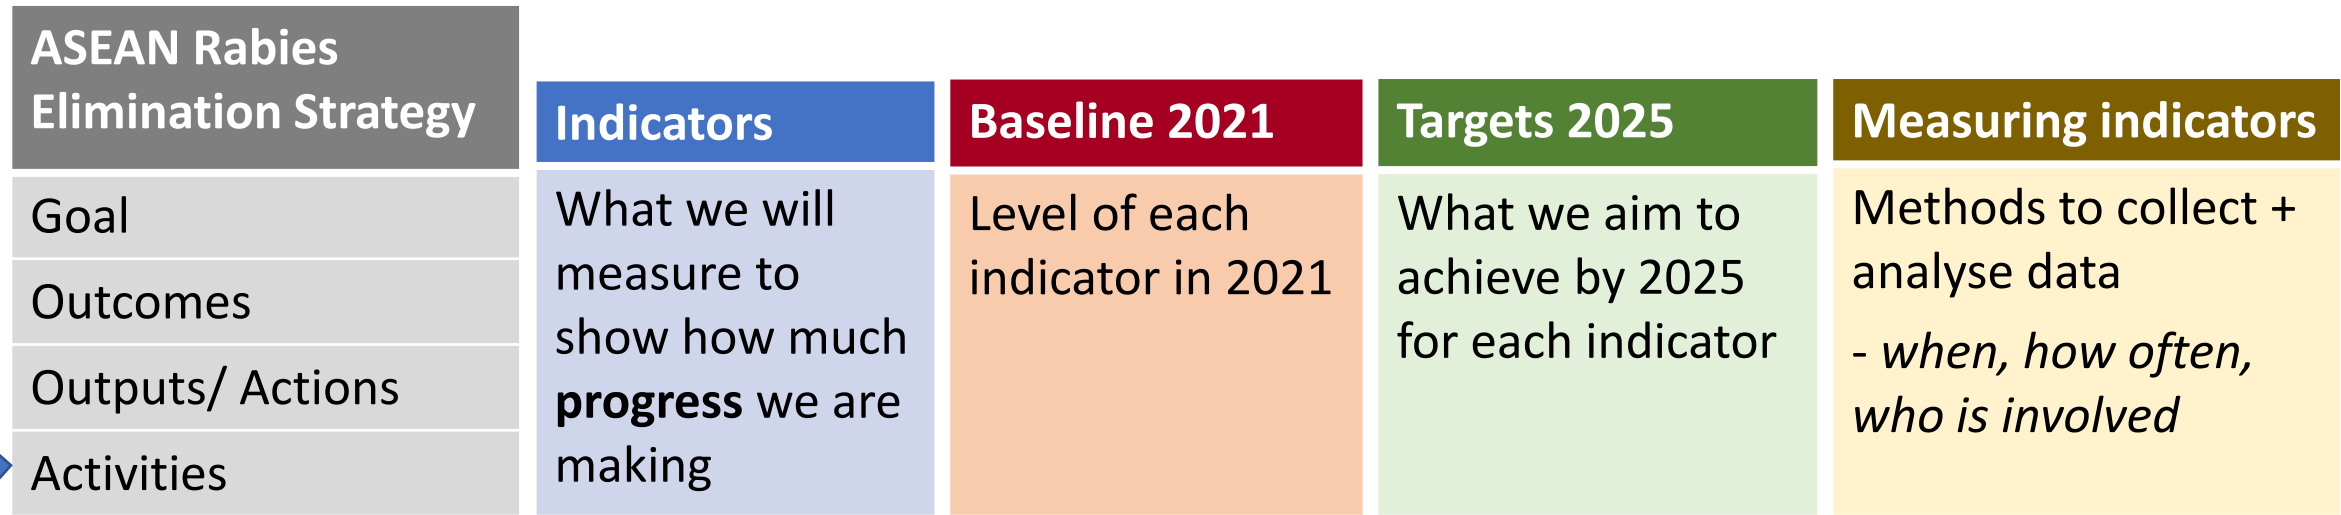 ASEAN Rabies
Elimination Strategy
Goal
Outcomes
Outputs/ Actions
Activities
Indicators
What we will
measure to
show how much
progress we are
making
Baseline 2021
Level of each
indicator in 2021
Targets 2025
What we aim to
achieve by 2025
for each indicator
Measuring indicators
Methods to collect +
analyse data
- when, how often,
who is involved